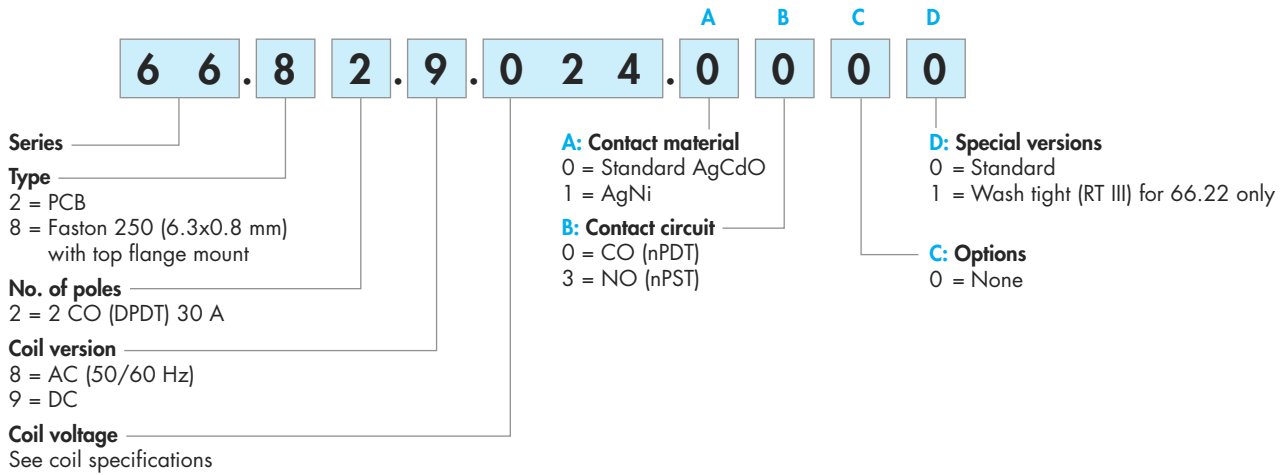 A B C D
6 6 . 8 2 . 9 . 0 2 4 . 0 0 0 0
Series
Type
2 = PCB
8 = Faston 250 (6.3x0.8 mm)
with top flange mount
No. of poles
2 = 2 CO (DPDT) 30 A
Coil version
8 = AC (50/60 Hz)
9 = DC
Coil voltage
See coil specifications
A: Contact material
0 = Standard AgCdO
1 = AgNi
B: Contact circuit
0 = CO (nPDT)
3 = NO (nPST)
D: Special versions
0 = Standard
1 = Wash tight (RT III) for 66.22 only
C: Options
0 = None